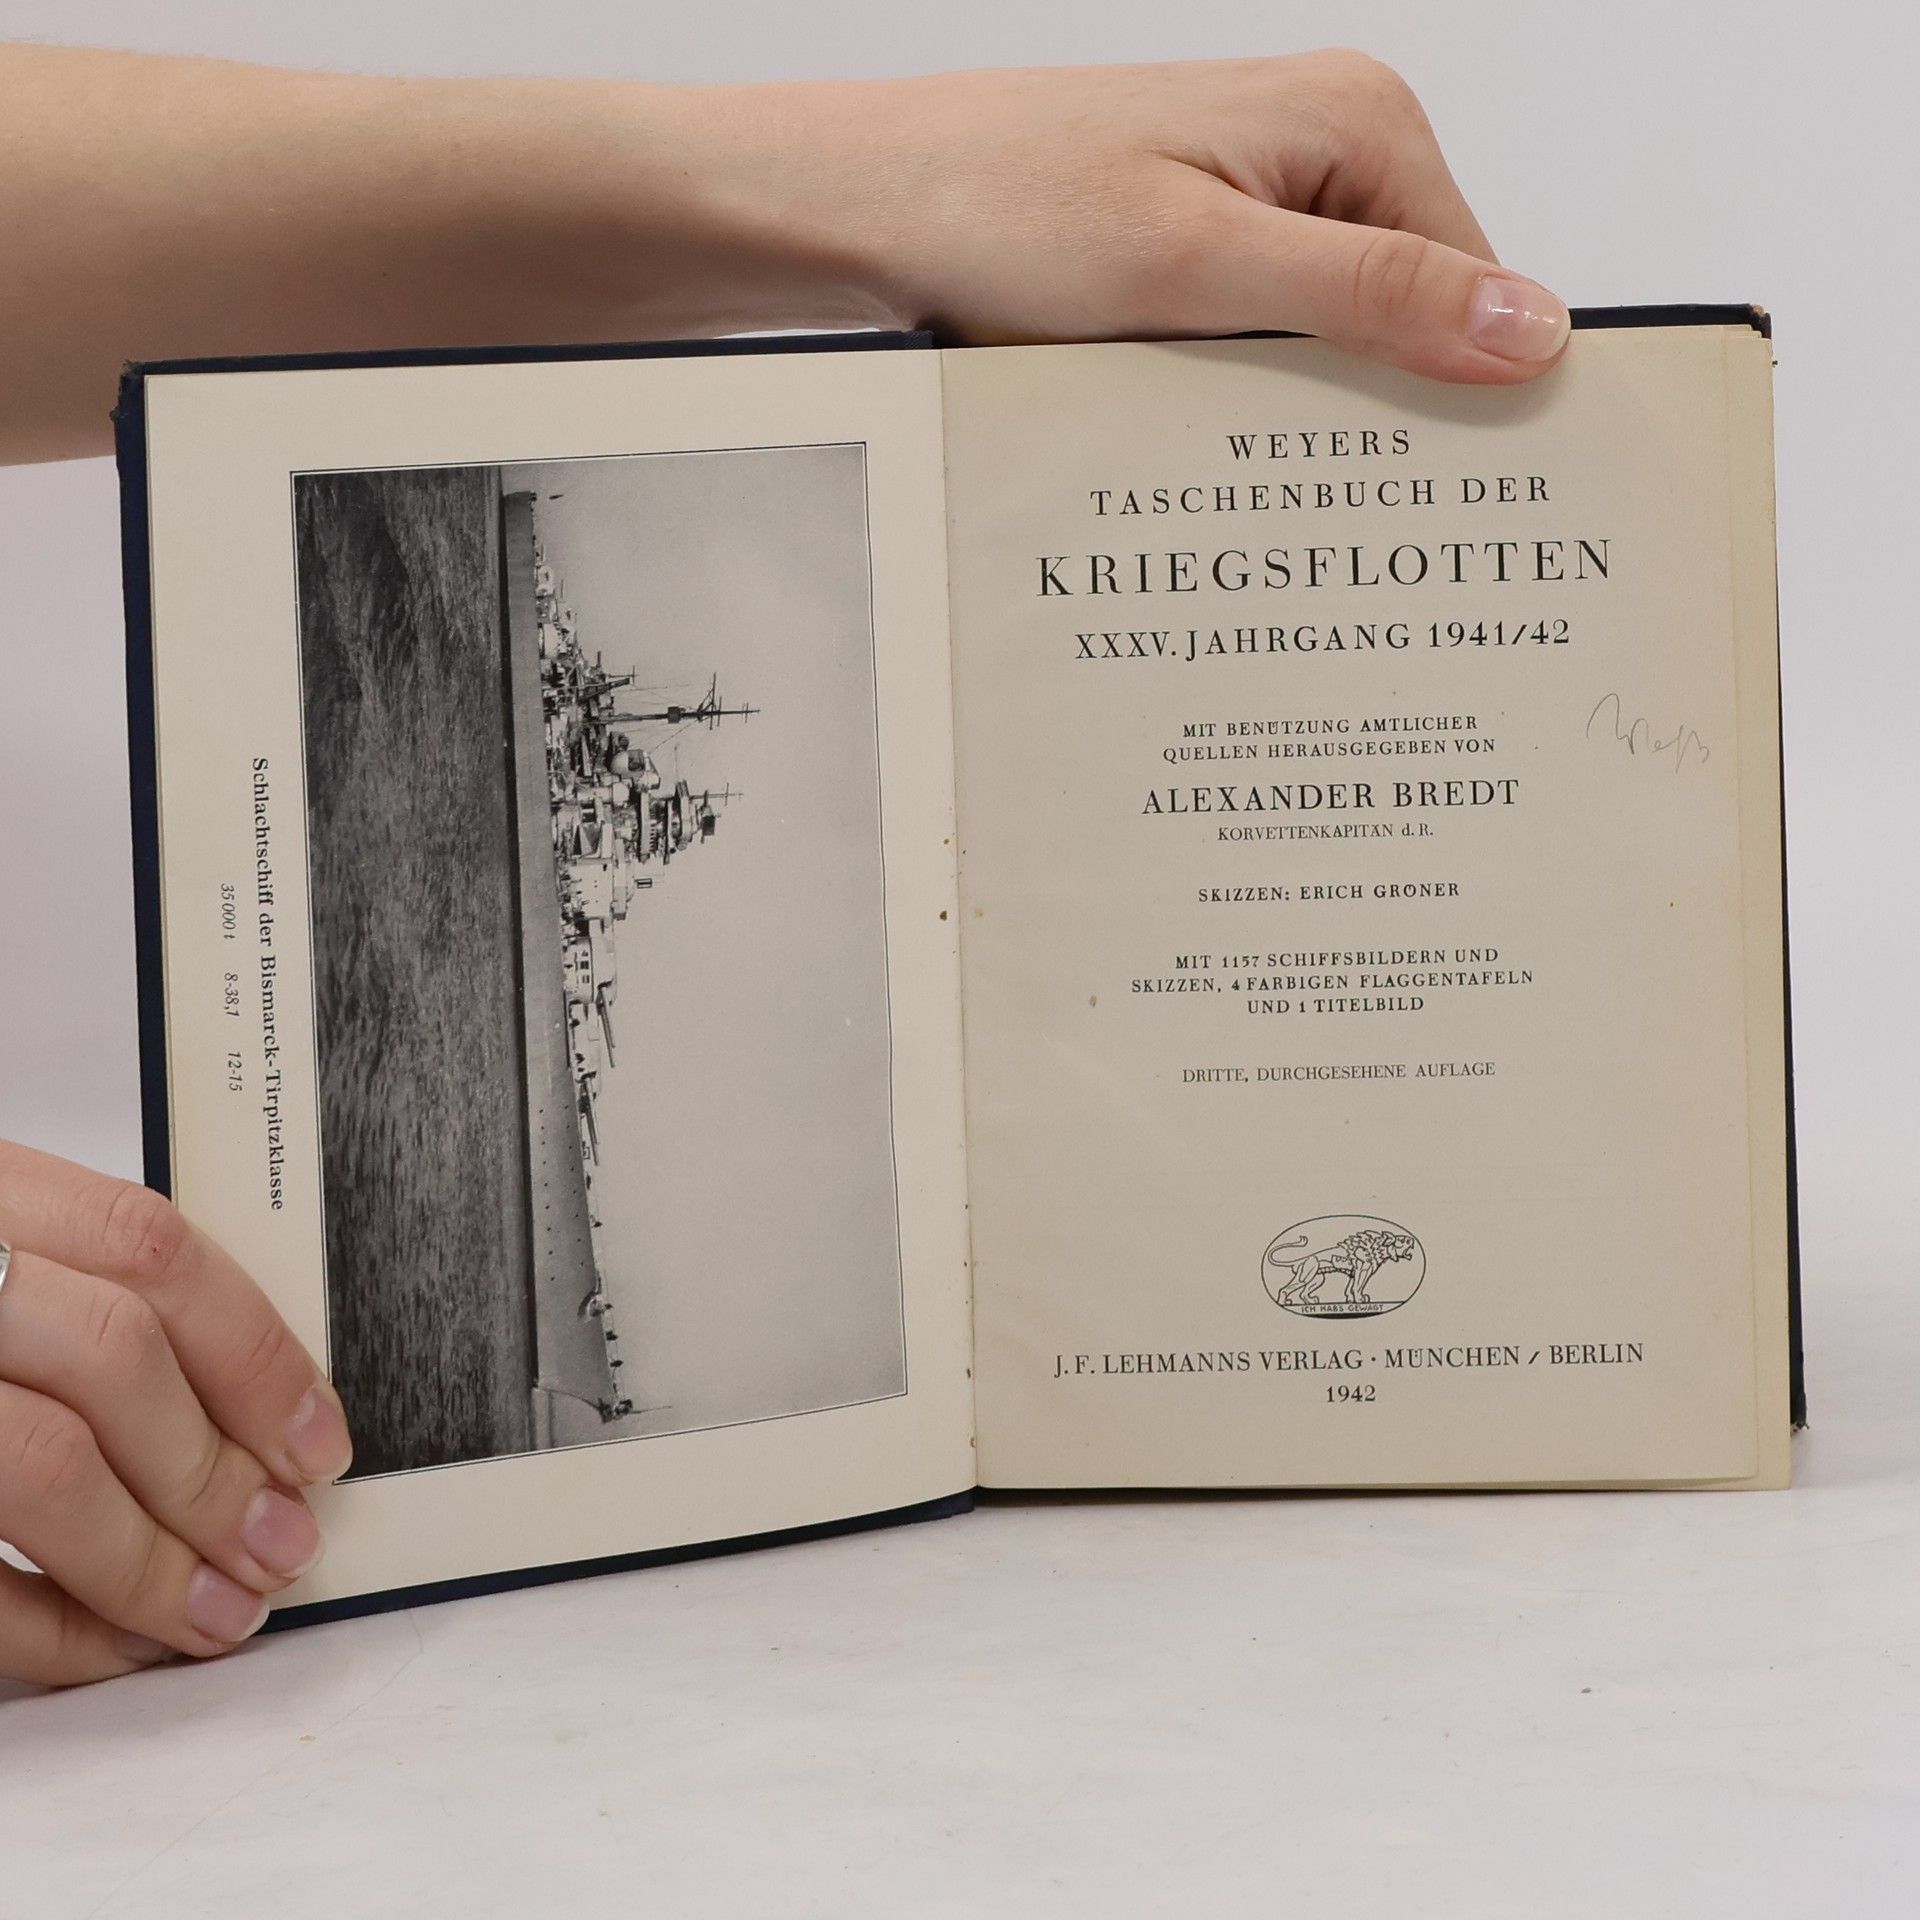 Schlachtschiff der Bismarck-Tirpitzklasse
35000 t 8-38,1 12-15
WEYERS
TASCHENBUCH DER
KRIEGSFLOTTEN
XXXV. JAHRGANG 1941/42
MIT BENÜTZUNG AMTLICHER
QUELLEN HERAUSGEGEBEN VON
ALEXANDER BREDT
KORVETTENKAPITÄN d. R.
SKIZZEN: ERICH GRÖNER
MIT 1157 SCHIFFSBILDERN UND
SKIZZEN, 4 FARBIGEN FLAGGENTAFELN
UND 1 TITELBILD
DRITTE, DURCHGESEHENE AUFLAGE
ICH HABS GEWAGT
J. F. LEHMANNS VERLAG · MÜNCHEN / BERLIN
1942